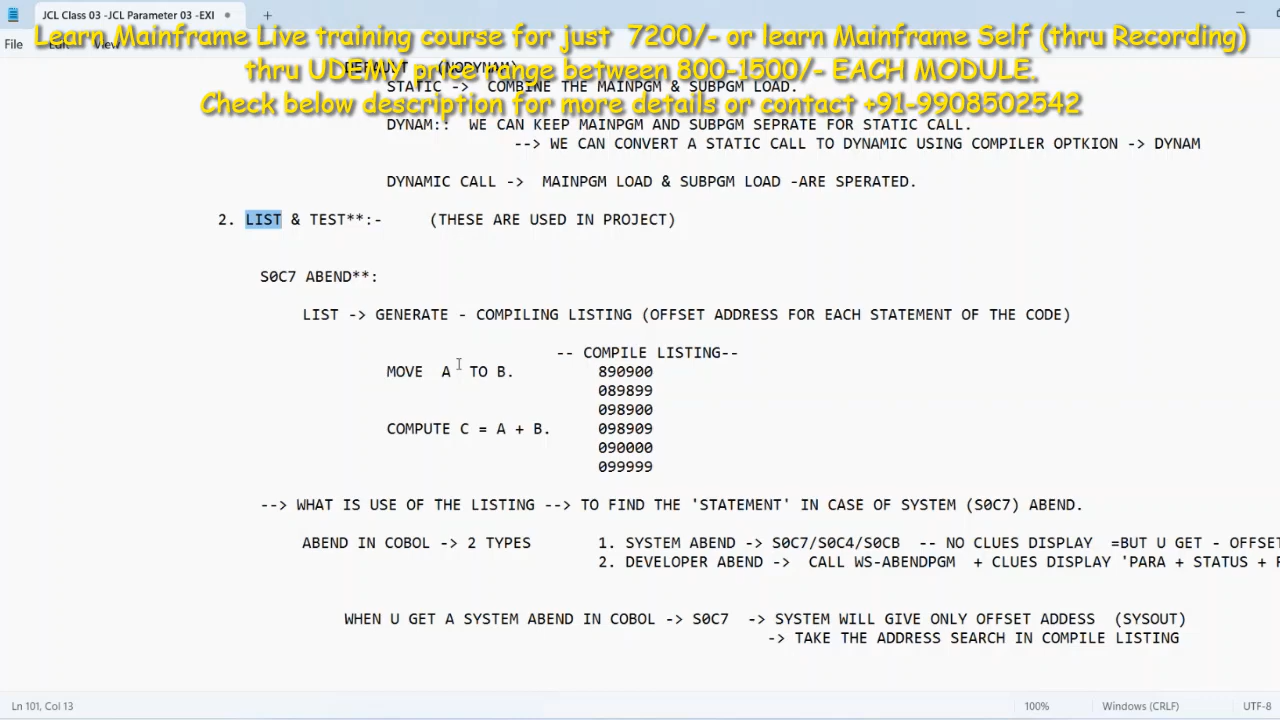 JCL Class 03 -JCL Parameter 03 -EXI
Learn Mainframe Live training course for just 7200/- or learn Mainframe Self (thru Recording)
thru UDEMY price range between 800-1500/- EACH MODULE.
Check below description for more details or contact +91-9908502542
File Edit View
DEFAULT (NODYNAM)
STATIC -> COMBINE THE MAINPGM & SUBPGM LOAD.
DYNAM:: WE CAN KEEP MAINPGM AND SUBPGM SEPRATE FOR STATIC CALL.
--> WE CAN CONVERT A STATIC CALL TO DYNAMIC USING COMPILER OPTKION -> DYNAM
DYNAMIC CALL -> MAINPGM LOAD & SUBPGM LOAD -ARE SPERATED.
2. LIST & TEST**:- (THESE ARE USED IN PROJECT)
S0C7 ABEND**:
LIST -> GENERATE - COMPILING LISTING (OFFSET ADDRESS FOR EACH STATEMENT OF THE CODE)
-- COMPILE LISTING--
MOVE A TO B. 890900
089899
098900
COMPUTE C = A + B. 098909
090000
099999
--> WHAT IS USE OF THE LISTING --> TO FIND THE 'STATEMENT' IN CASE OF SYSTEM (S0C7) ABEND.
ABEND IN COBOL -> 2 TYPES 1. SYSTEM ABEND -> S0C7/S0C4/S0CB -- NO CLUES DISPLAY =BUT U GET - OFFSET
2. DEVELOPER ABEND -> CALL WS-ABENDPGM + CLUES DISPLAY 'PARA + STATUS +
WHEN U GET A SYSTEM ABEND IN COBOL -> S0C7 -> SYSTEM WILL GIVE ONLY OFFSET ADDESS (SYSOUT)
-> TAKE THE ADDRESS SEARCH IN COMPILE LISTING
Ln 101, Col 13 100% Windows (CRLF) UTF-8